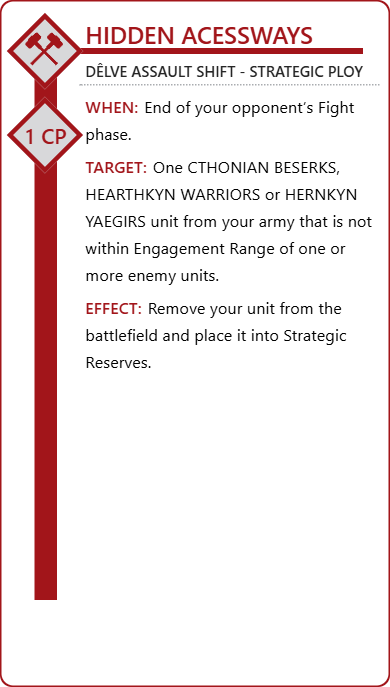 HIDDEN ACESSWAYS
DÊLVE ASSAULT SHIFT - STRATEGIC PLOY
1 CP
WHEN: End of your opponent's Fight
phase.
TARGET: One CTHONIAN BESERKS,
HEARTHKYN WARRIORS or HERNKYN
YAEGIRS unit from your army that is not
within Engagement Range of one or
more enemy units.
EFFECT: Remove your unit from the
battlefield and place it into Strategic
Reserves.